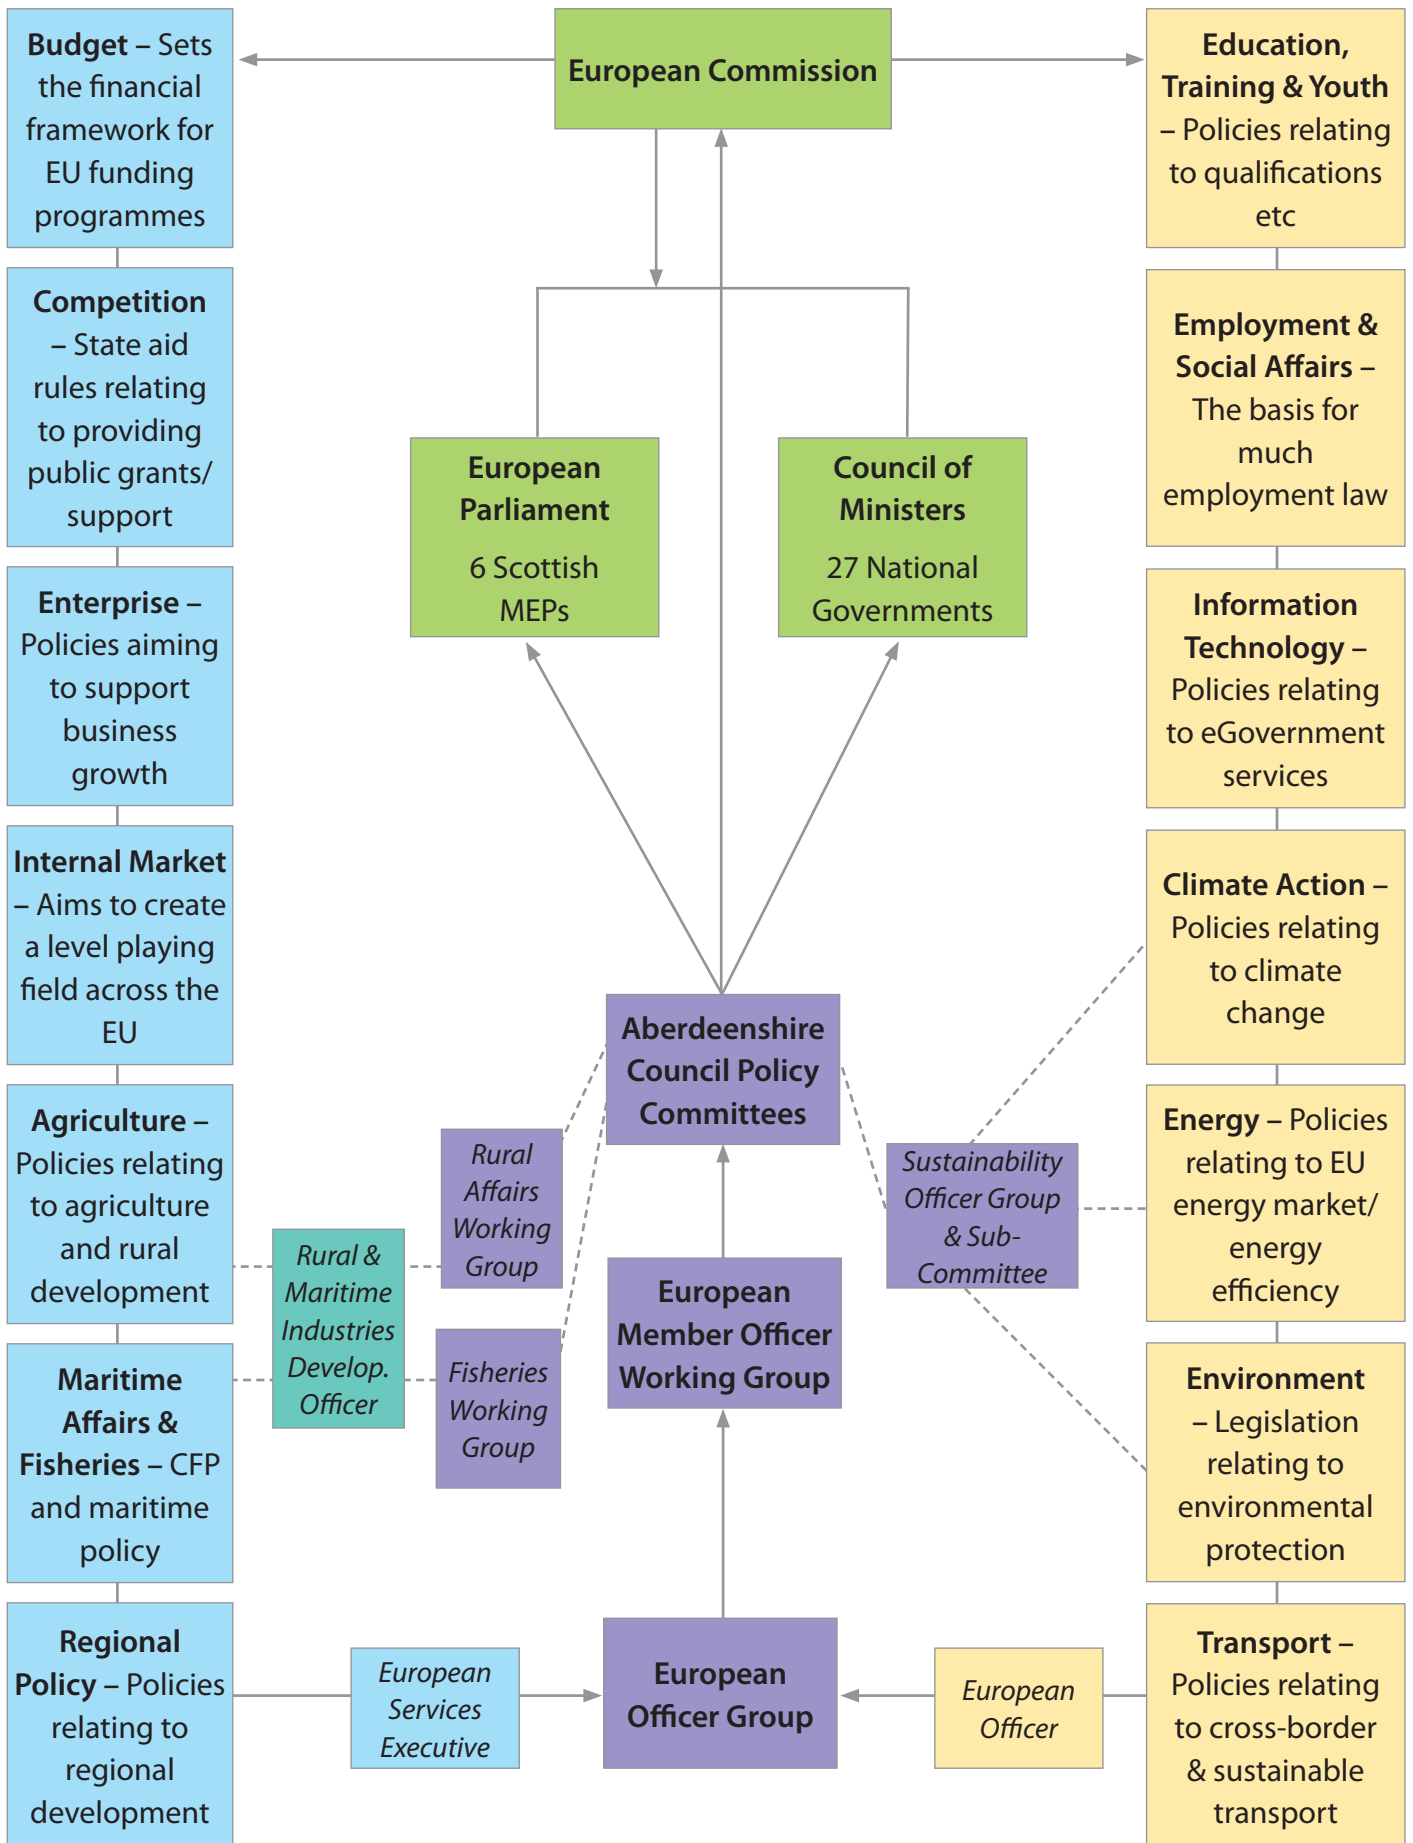 Budget – Sets
the financial
framework for
EU funding
programmes
Competition
– State aid
rules relating
to providing
public grants/
support
Enterprise –
Policies aiming
to support
business
growth
Internal Market
– Aims to create
a level playing
field across the
EU
Agriculture –
Policies relating
to agriculture
and rural
development
Maritime
Affairs &
Fisheries – CFP
and maritime
policy
Regional
Policy – Policies
relating to
regional
development
European Commission
European
Parliament
6 Scottish
MEPs
Council of
Ministers
27 National
Governments
Aberdeenshire
Council Policy
Committees
Rural
Affairs
Working
Group
Rural &
Maritime
Industries
Develop.
Officer
Fisheries
Working
Group
European
Member Officer
Working Group
Sustainability
Officer Group
& Sub-
Committee
European
Services
Executive
European
Officer Group
European
Officer
Education,
Training & Youth
– Policies relating
to qualifications
etc
Employment &
Social Affairs –
The basis for
much
employment law
Information
Technology –
Policies relating
to eGovernment
services
Climate Action –
Policies relating
to climate
change
Energy – Policies
relating to EU
energy market/
energy
efficiency
Environment
– Legislation
relating to
environmental
protection
Transport –
Policies relating
to cross-border
& sustainable
transport